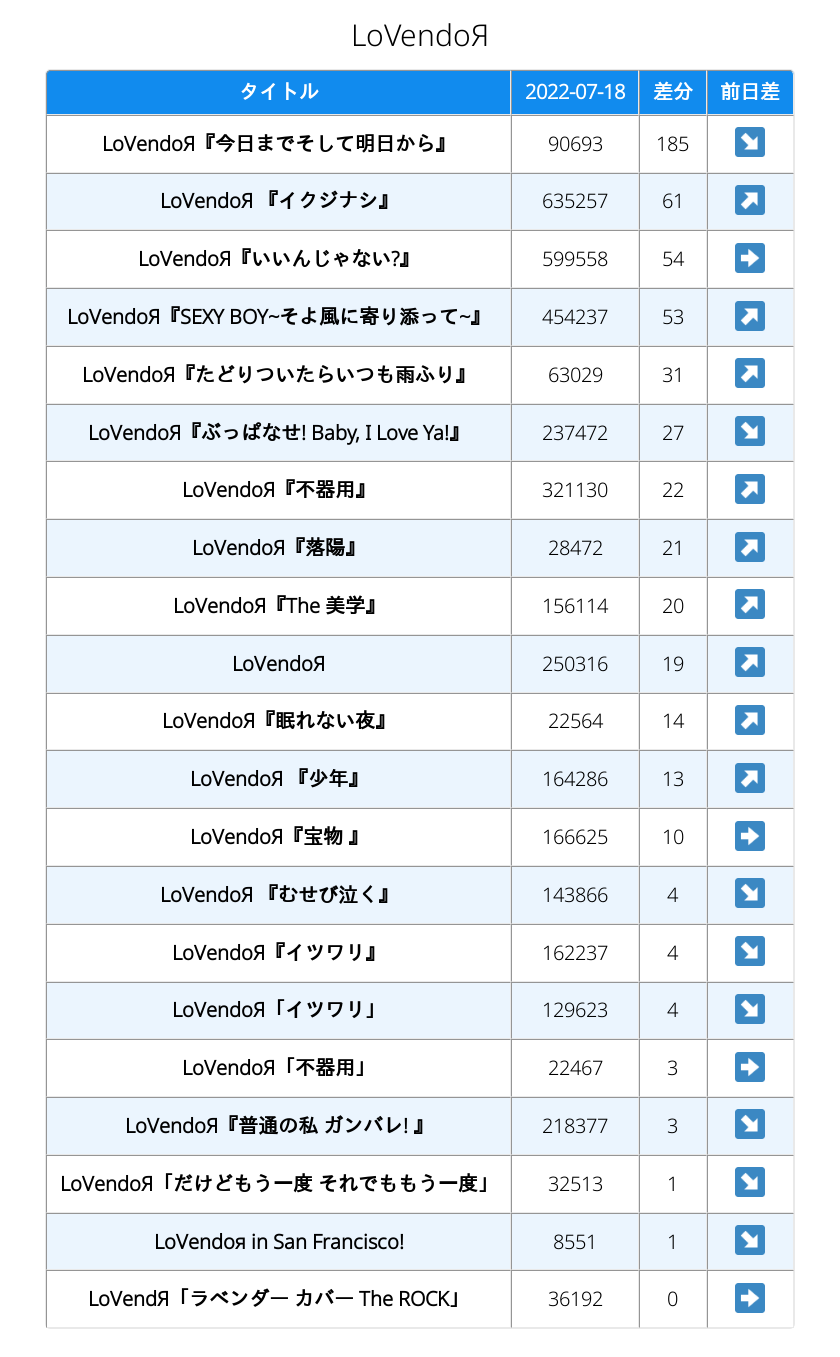 LoVendoЯ
タイトル 2022-07-18 差分 前日差
LoVendoЯ『今日までそして明日から』 90693 185
LoVendoЯ 『イクジナシ』 635257 61
LoVendoЯ『いいんじゃない?』 599558 54
LoVendoЯ『SEXY BOY~そよ風に寄り添って~』 454237 53
LoVendoЯ『たどりついたらいつも雨ふり』 63029 31
LoVendoЯ『ぶっぱなせ! Baby, I Love Ya!』 237472 27
LoVendoЯ『不器用』 321130 22
LoVendoЯ『落陽』 28472 21
LoVendoЯ『The 美学』 156114 20
LoVendoЯ 250316 19
LoVendoЯ『眠れない夜』 22564 14
LoVendoЯ 『少年』 164286 13
LoVendoЯ『宝物 』 166625 10
LoVendoЯ 『むせび泣く』 143866 4
LoVendoЯ『イツワリ』 162237 4
LoVendoЯ「イツワリ」 129623 4
LoVendoЯ「不器用」 22467 3
LoVendoЯ『普通の私 ガンバレ! 』 218377 3
LoVendoЯ「だけどもう一度 それでももう一度」 32513 1
LoVendoя in San Francisco! 8551 1
LoVendЯ「ラベンダー カバー The ROCK」 36192 0